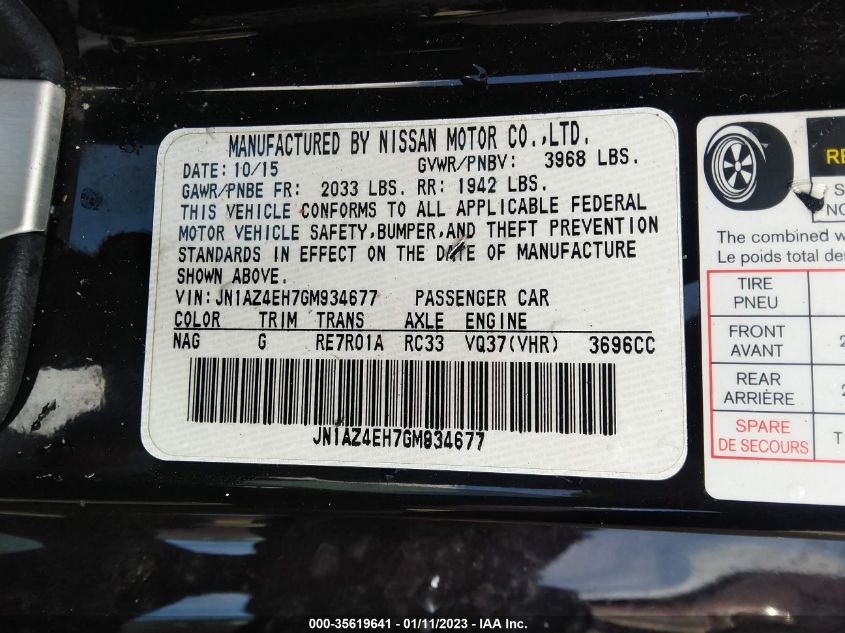 MANUFACTURED BY NISSAN MOTOR CO.,LTD.
DATE: 10/15 GVWR/PNBV: 3968 LBS.
GAWR/PNBE FR: 2033 LBS. RR: 1942 LBS.
THIS VEHICLE CONFORMS TO ALL APPLICABLE FEDERAL
MOTOR VEHICLE SAFETY,BUMPER,AND THEFT PREVENTION
STANDARDS IN EFFECT ON THE DATE OF MANUFACTURE
SHOWN ABOVE.
VIN:JN1AZ4EH7GM934677 PASSENGER CAR
COLOR TRIM TRANS AXLE ENGINE
NAG G RE7R01A RC33 VQ37(VHR) 3696CC
JN1AZ4EH7GM934677
The combined w
Le poids total de
TIRE
PNEU
FRONT
AVANT
REAR
ARRIÈRE
SPARE
DE SECOURS
000-35619641 - 01/11/2023 - IAA Inc.